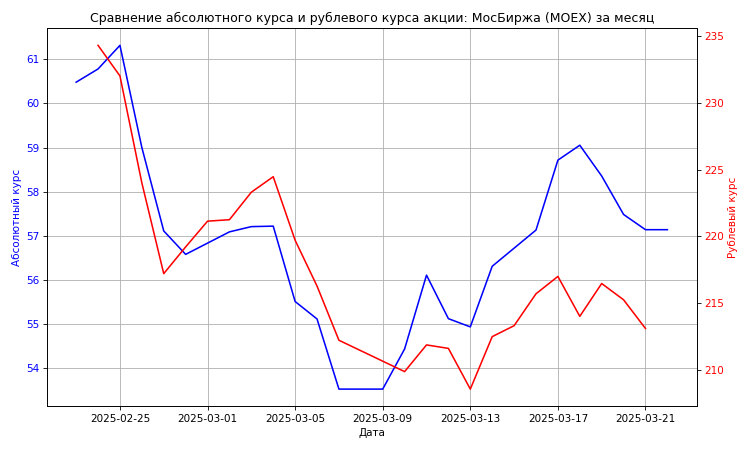 Сравнение абсолютного курса и рублевого курса акции: МосБиржа (MOEX) за месяц
Абсолютный курс
61
60
59
58
57
56
55
54
235
230
225
220
215
210
Рублевый курс
2025-02-25 2025-03-01 2025-03-05 2025-03-09 2025-03-13 2025-03-17 2025-03-21
Дата